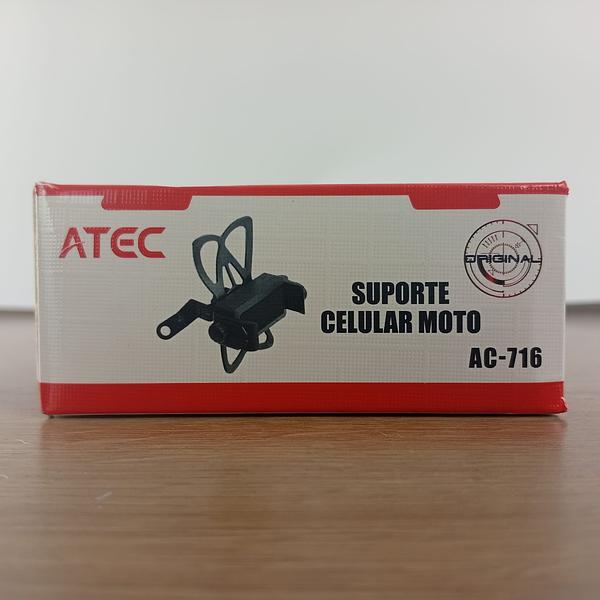 ATEC
ORIGINAL
SUPORTE
CELULAR MOTO
AC-716